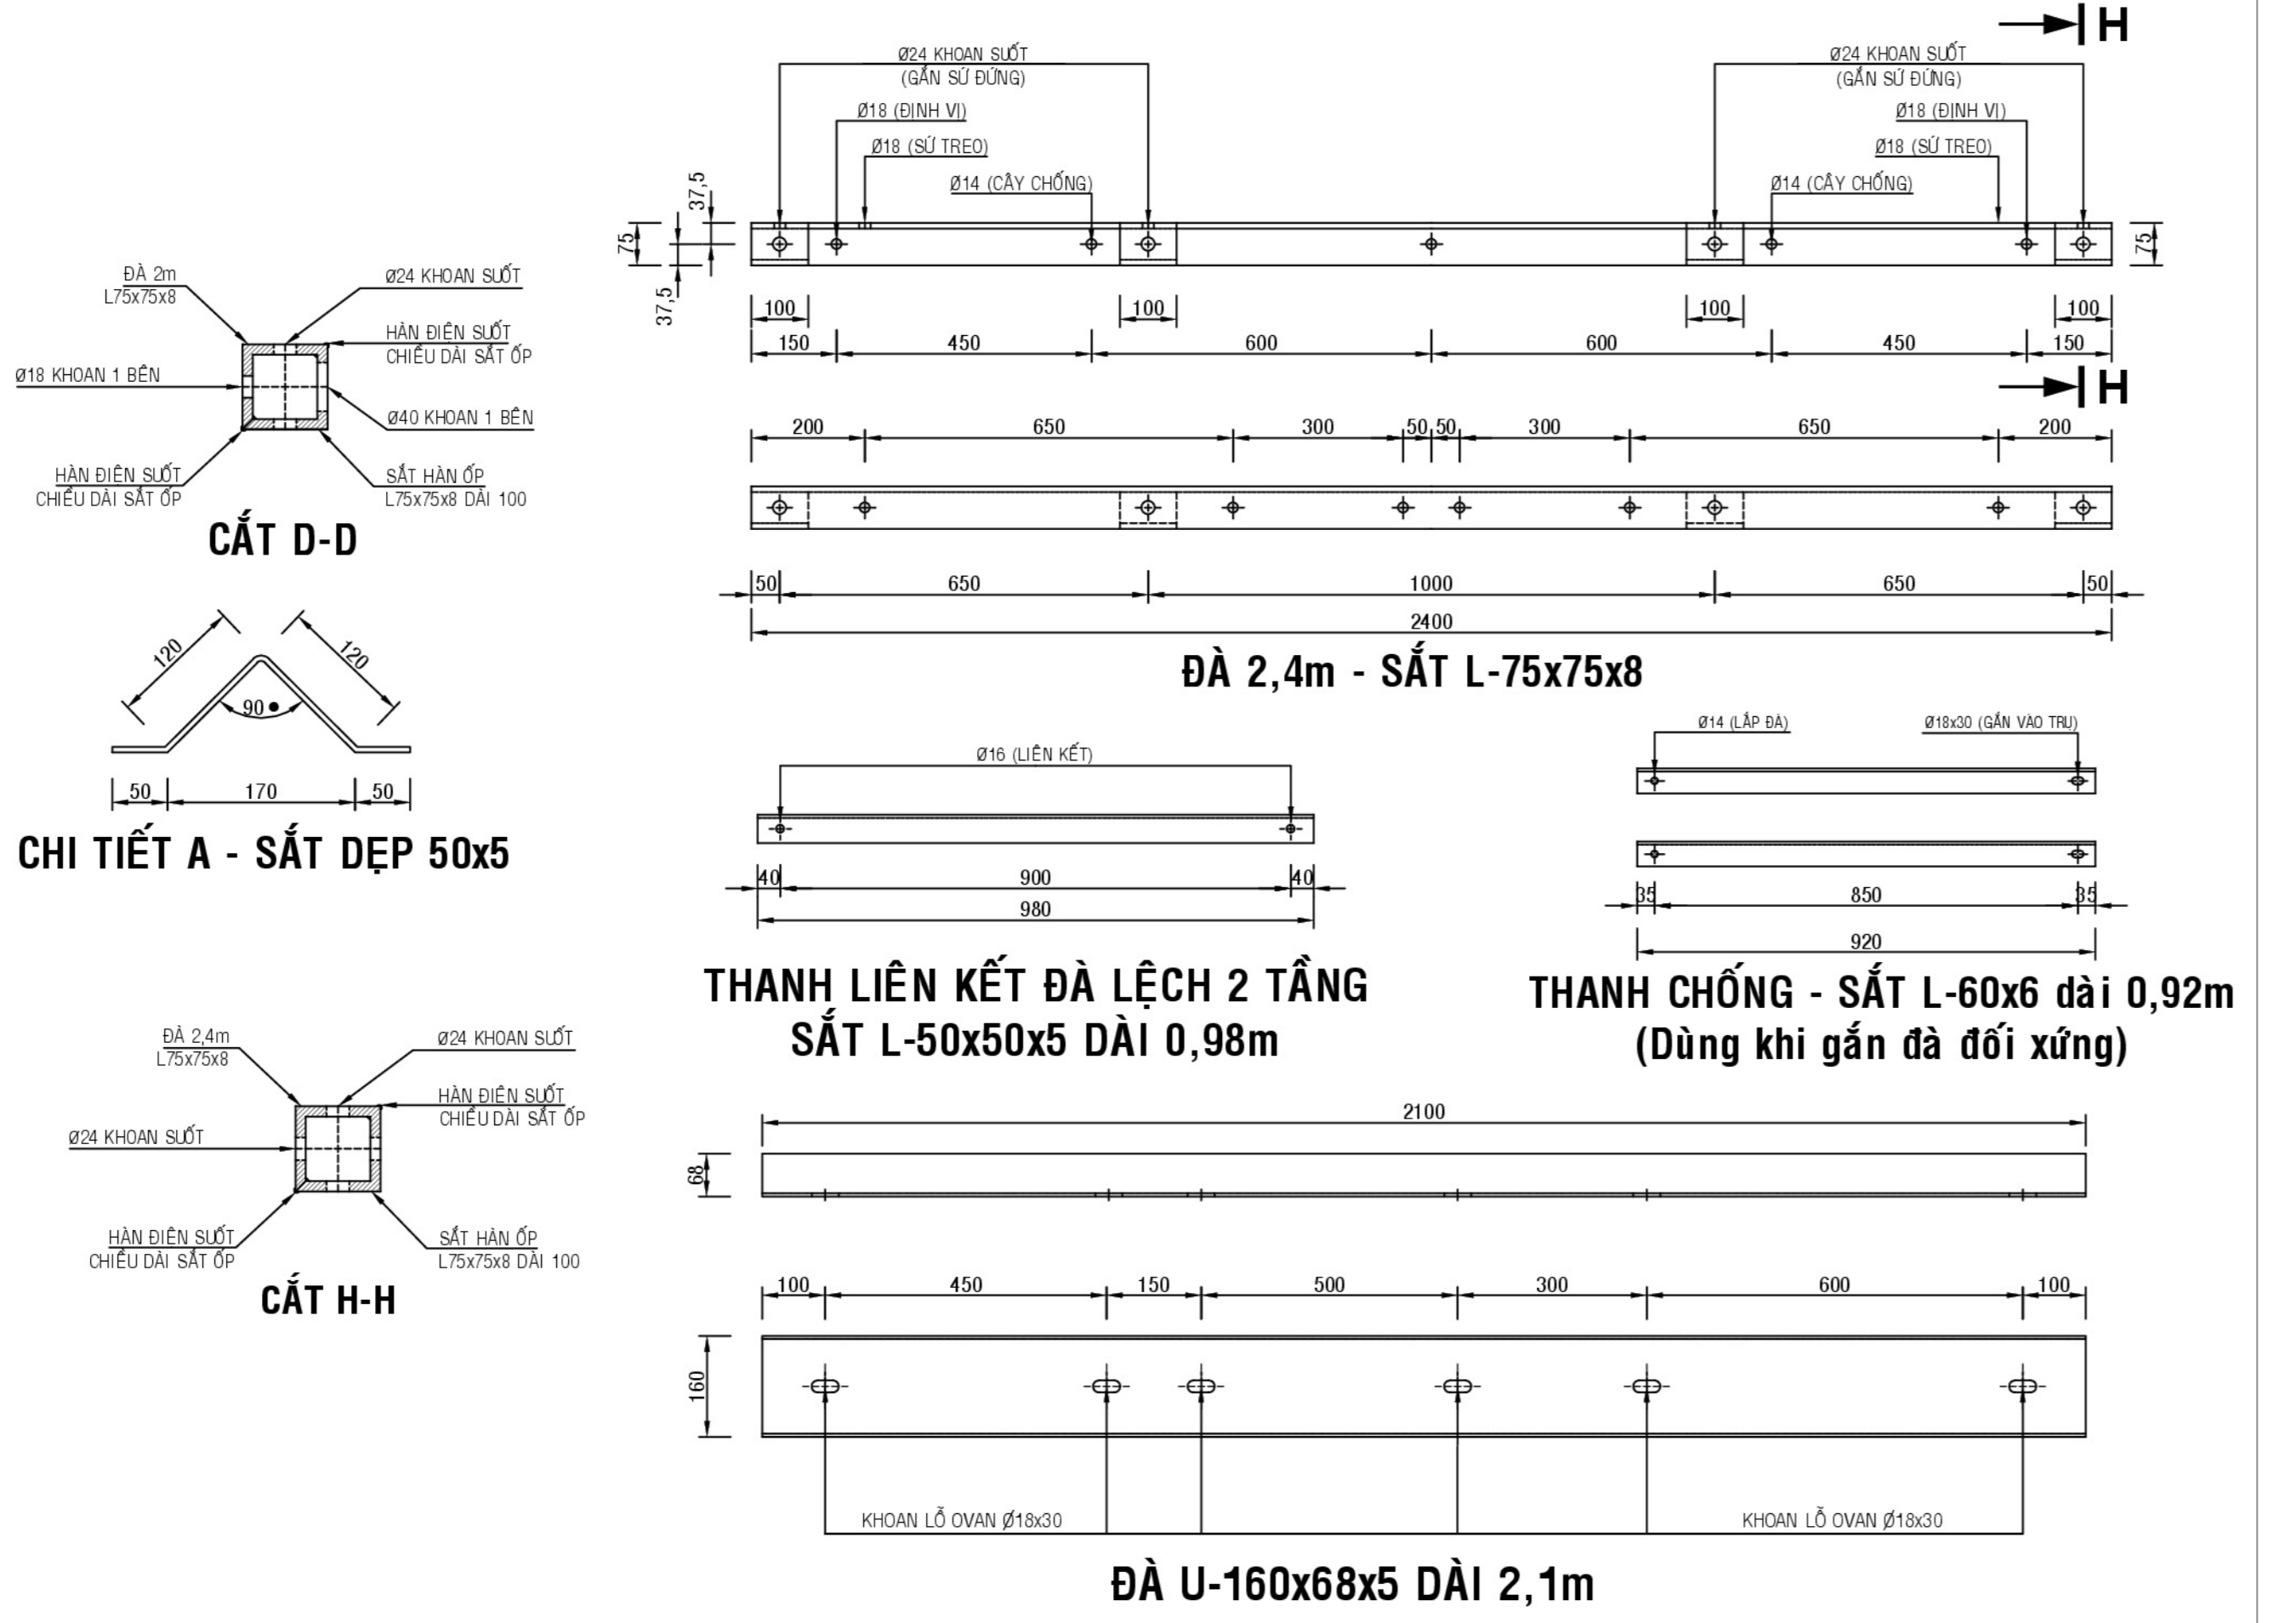 H
Ø24 KHOAN SUỐT
(GẮN SỨ ĐỨNG)
Ø18 (ĐỊNH VỊ)
Ø18 (SỨ TREO)
Ø14 (CÂY CHỐNG)
Ø24 KHOAN SUỐT
(GẮN SỨ ĐỨNG)
Ø18 (ĐỊNH VỊ)
Ø18 (SỨ TREO)
Ø14 (CÂY CHỐNG)
75
37,5
37,5
75
100
100
100
100
150
450
600
600
450
150
H
200
650
300
50
50
300
650
200
50
650
1000
650
50
2400
ĐÀ 2,4m - SẮT L-75x75x8
ĐÀ 2m
L75x75x8
Ø24 KHOAN SUỐT
HÀN ĐIỆN SUỐT
CHIỀU DÀI SẮT ỐP
Ø18 KHOAN 1 BÊN
Ø40 KHOAN 1 BÊN
HÀN ĐIỆN SUỐT
CHIỀU DÀI SẮT ỐP
SẮT HÀN ỐP
L75x75x8 DÀI 100
CẮT D-D
120
120
90
50
170
50
CHI TIẾT A - SẮT DẸP 50x5
Ø16 (LIÊN KẾT)
40
900
40
980
THANH LIÊN KẾT ĐÀ LỆCH 2 TẦNG
SẮT L-50x50x5 DÀI 0,98m
Ø14 (LẮP ĐÀ)
Ø18x30 (GẮN VÀO TRỤ)
35
850
35
920
THANH CHỐNG - SẮT L-60x6 dài 0,92m
(Dùng khi gắn đà đối xứng)
ĐÀ 2,4m
L75x75x8
Ø24 KHOAN SUỐT
HÀN ĐIỆN SUỐT
CHIỀU DÀI SẮT ỐP
Ø24 KHOAN SUỐT
HÀN ĐIỆN SUỐT
CHIỀU DÀI SẮT ỐP
SẮT HÀN ỐP
L75x75x8 DÀI 100
CẮT H-H
2100
68
100
450
150
500
300
600
100
160
KHOAN LỖ OVAN Ø18x30
KHOAN LỖ OVAN Ø18x30
ĐÀ U-160x68x5 DÀI 2,1m